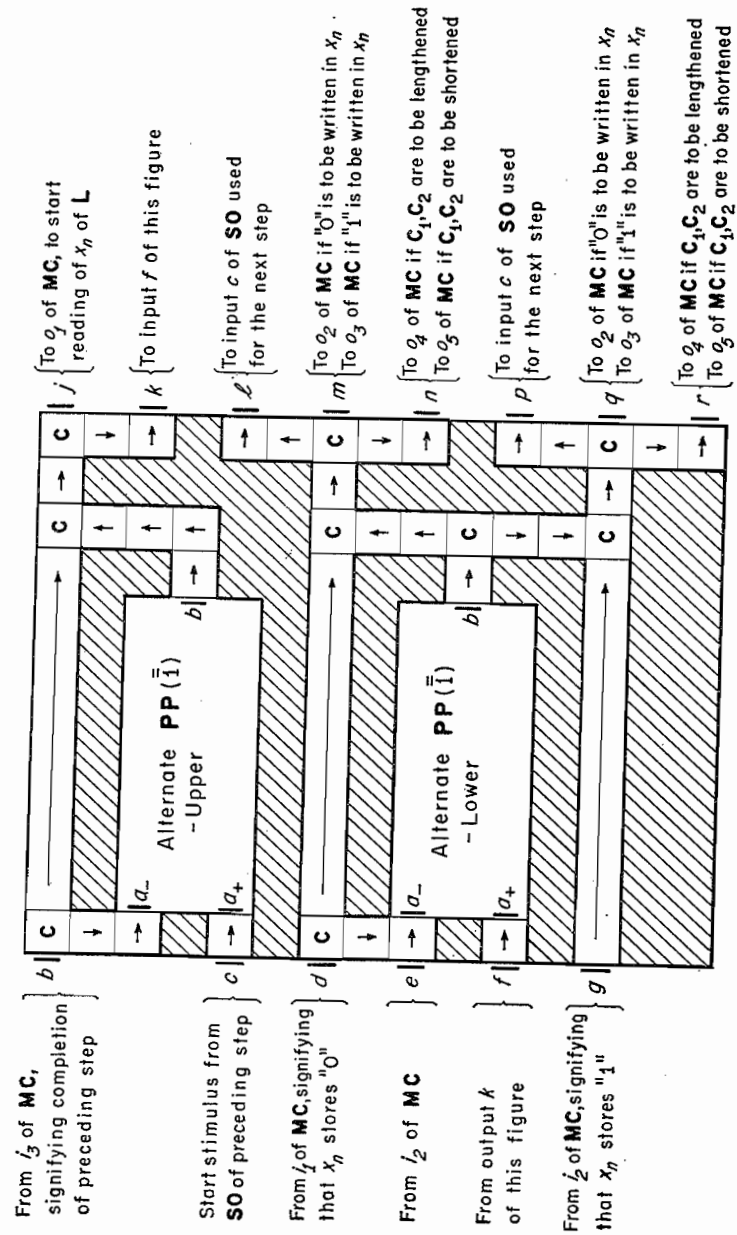 From i3 of MC,
signifying completion
of preceding step
b
Start stimulus from
SO of preceding step
c
From i1 of MC, signifying
that xn stores "0"
d
From i2 of MC
e
From output k
of this figure
f
From i2 of MC, signifying
that xn stores "1"
g
C
C
C
a_
a+
Alternate PP(i̿)
-Upper
b
C
C
C
a_
a+
Alternate PP(i̿)
-Lower
b
C
C
C
j
To o1 of MC, to start
reading of xn of L
k
To input f of this figure
ℓ
To input c of SO used
for the next step
m
To o2 of MC if "0" is to be written in xn.
To o3 of MC if "1" is to be written in xn
n
To o4 of MC if C1,C2 are to be lengthened
To o5 of MC if C1,C2 are to be shortened
p
To input c of SO used
for the next step
q
To o2 of MC if "0" is to be written in xn
To o3 of MC if "1" is to be written in xn
r
To o4 of MC if C1,C2 are to be lengthened
To o5 of MC if C1,C2 are to be shortened